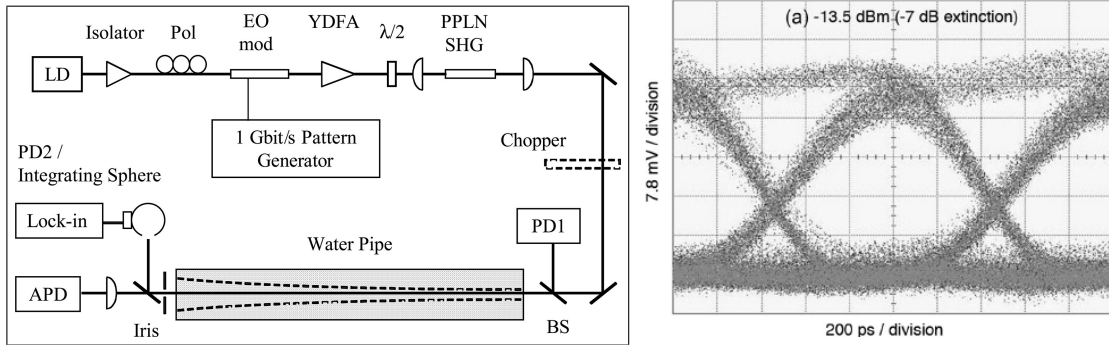 Isolator
Pol
EO
mod
YDFA
λ/2
PPLN
SHG
LD
1 Gbit/s Pattern
Generator
Chopper
PD2 /
Integrating Sphere
Lock-in
PD1
Water Pipe
APD
Iris
BS
(a) -13.5 dBm (-7 dB extinction)
7.8 mV / division
200 ps / division